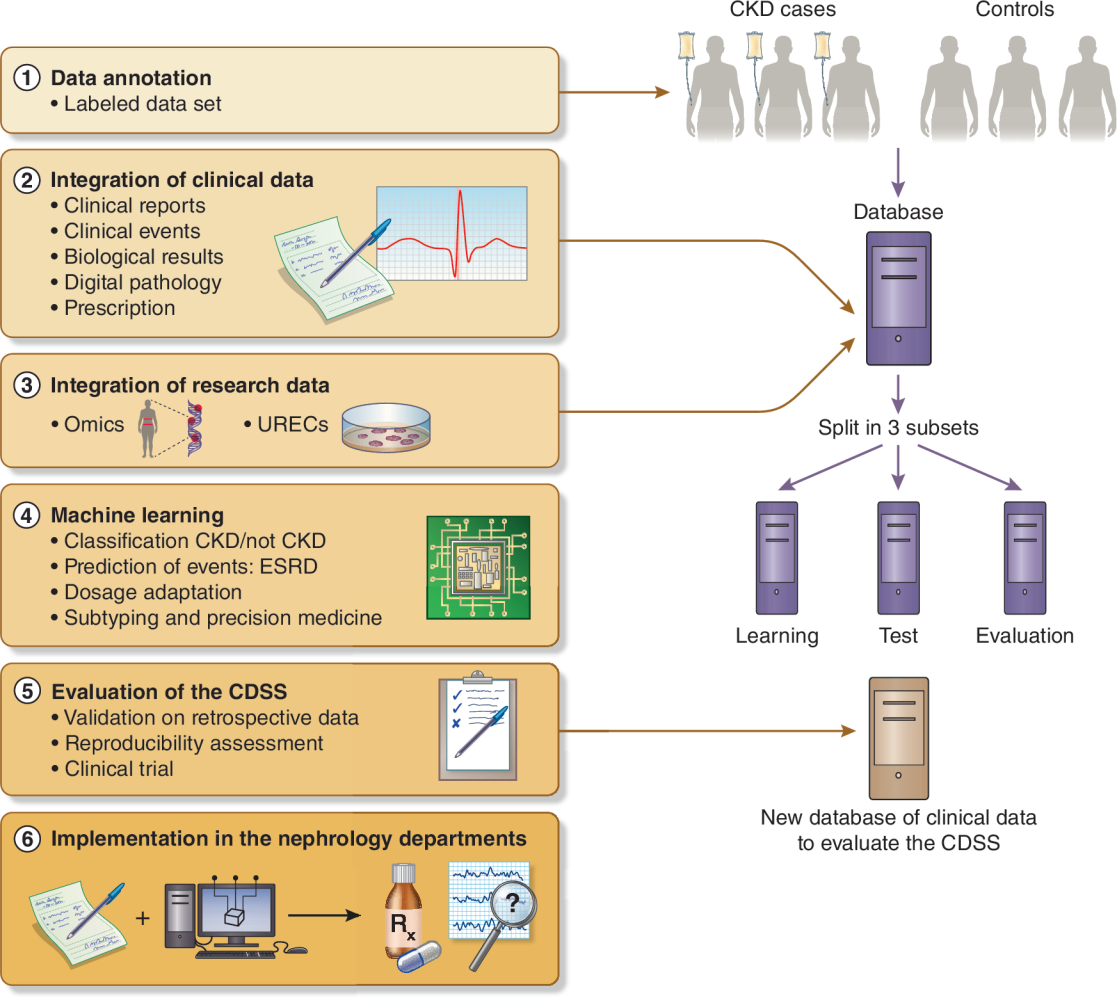 CKD cases
Controls
1 Data annotation
• Labeled data set
2 Integration of clinical data
• Clinical reports
• Clinical events
• Biological results
• Digital pathology
• Prescription
Database
3 Integration of research data
• Omics
• URECs
Split in 3 subsets
4 Machine learning
• Classification CKD/not CKD
• Prediction of events: ESRD
• Dosage adaptation
• Subtyping and precision medicine
Learning
Test
Evaluation
5 Evaluation of the CDSS
• Validation on retrospective data
• Reproducibility assessment
• Clinical trial
New database of clinical data
to evaluate the CDSS
6 Implementation in the nephrology departments
+
Rx
?